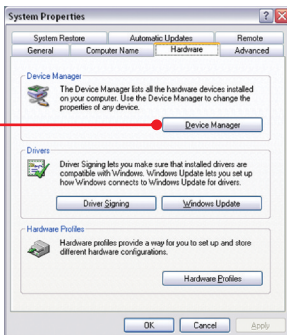 System Properties
System Restore Automatic Updates Remote
General Computer Name Hardware Advanced
Device Manager
The Device Manager lists all the hardware devices installed
on your computer. Use the Device Manager to change the
properties of any device.
Device Manager
Drivers
Driver Signing lets you make sure that installed drivers are
compatible with Windows. Windows Update lets you set up
how Windows connects to Windows Update for drivers.
Driver Signing Windows Update
Hardware Profiles
Hardware profiles provide a way for you to set up and store
different hardware configurations.
Hardware Profiles
OK Cancel Apply